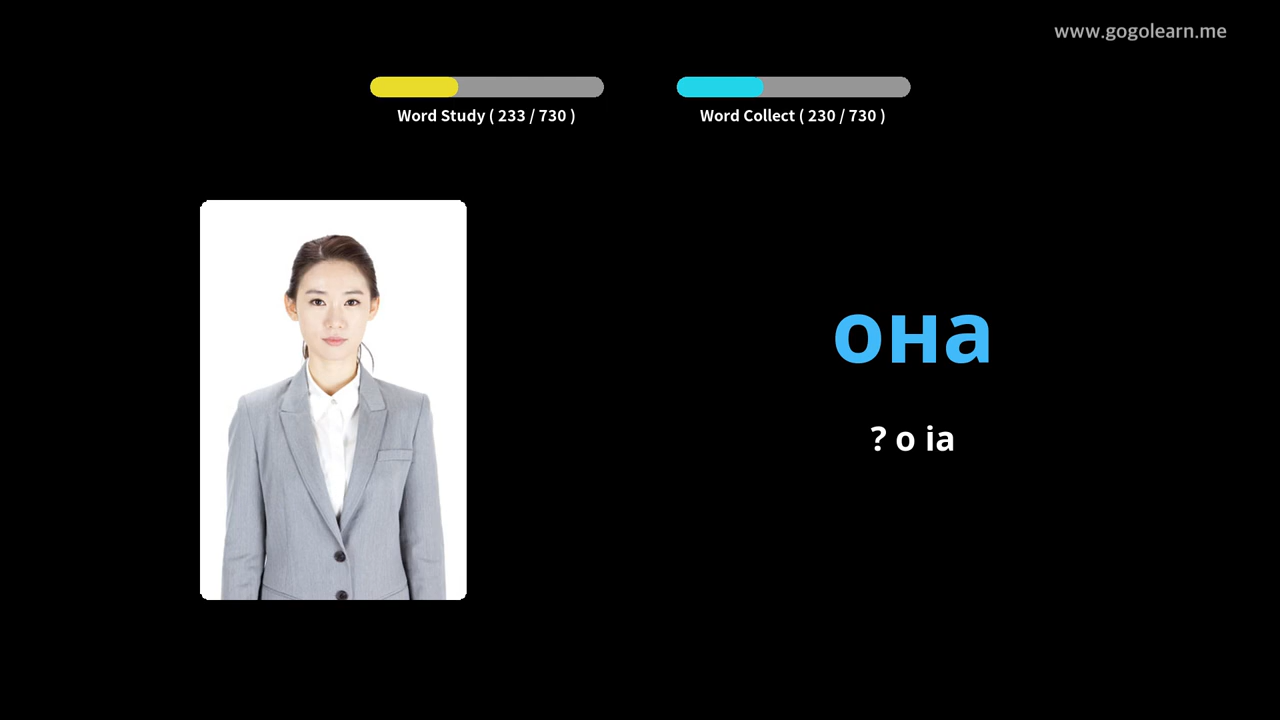 www.gogolearn.me
Word Study ( 233 / 730 )
Word Collect ( 230 / 730 )
она
? o ia